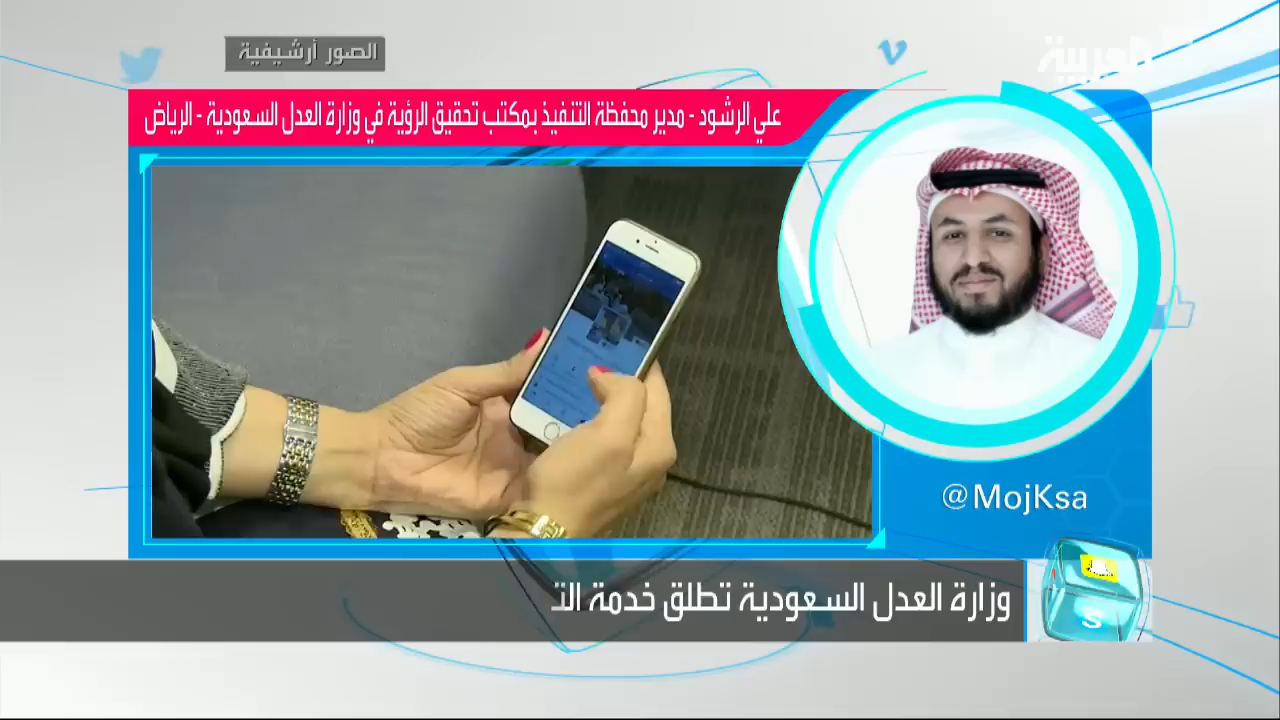 الصور أرشيفية
العربية
علي الرشود - مدير محفظة التنفيذ بمكتب تحقيق الرؤية في وزارة العدل السعودية - الرياض
@MojKsa
وزارة العدل السعودية تطلق خدمة الت
S